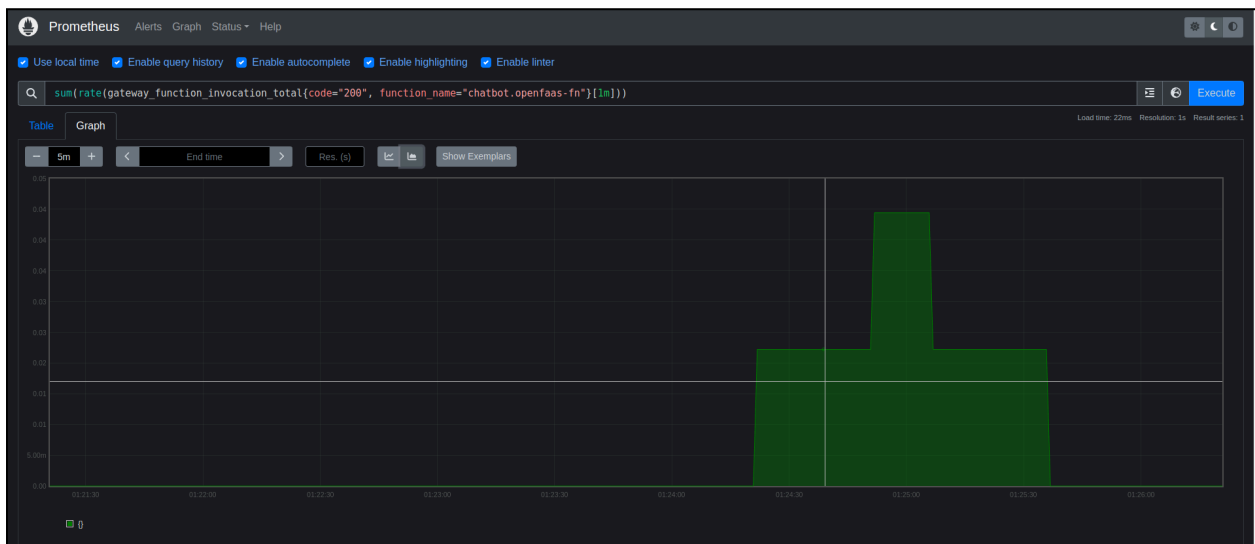 Prometheus Alerts Graph Status Help
Use local time Enable query history Enable autocomplete Enable highlighting Enable linter
sum(rate(gateway_function_invocation_total{code="200", function_name="chatbot.openfaas-fn"}[1m])) Execute
Load time: 22ms Resolution: 1s Result series: 1
Table Graph
5m End time Res. (s) Show Exemplars
0.05
0.04
0.04
0.04
0.03
0.03
0.02
0.01
0.01
5.00m
0.00
01:21:30 01:22:00 01:22:30 01:23:00 01:23:30 01:24:00 01:24:30 01:25:00 01:25:30 01:26:00
{}